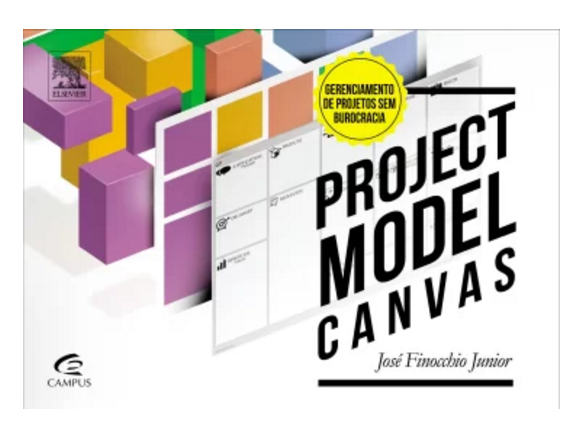 ELSEVIER
GERENCIAMENTO
DE PROJETOS SEM
BUROCRACIA
PROJECT
MODEL
CANVAS
José Finocchio Junior
CAMPUS